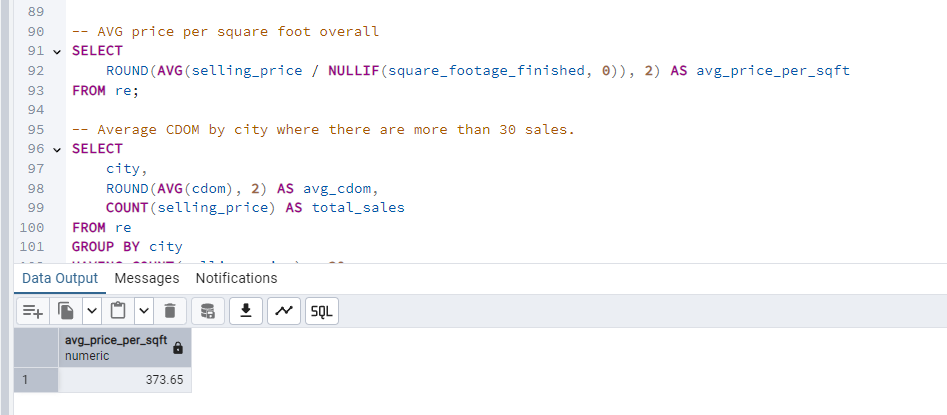 89
90 -- AVG price per square foot overall
91 SELECT
92 ROUND(AVG(selling_price / NULLIF(square_footage_finished, 0)), 2) AS avg_price_per_sqft
93 FROM re;
94
95 -- Average CDOM by city where there are more than 30 sales.
96 SELECT
97 city,
98 ROUND(AVG(cdom), 2) AS avg_cdom,
99 COUNT(selling_price) AS total_sales
100 FROM re
101 GROUP BY city
Data Output Messages Notifications
SQL
avg_price_per_sqft
numeric
1 373.65